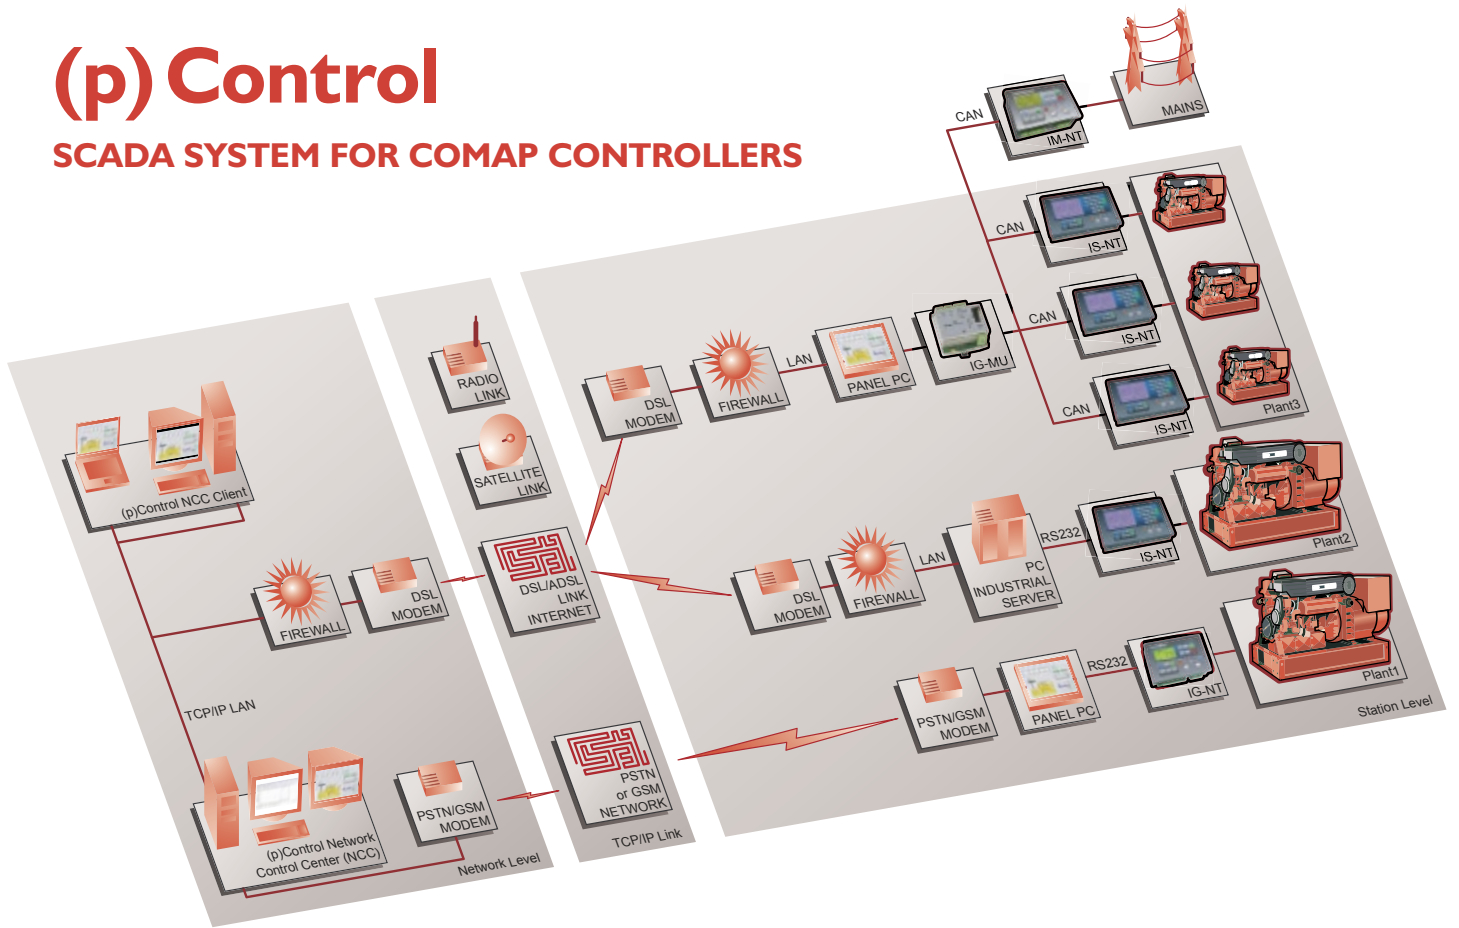 (p) Control
SCADA SYSTEM FOR COMAP CONTROLLERS
MAINS
CAN
IM-NT
CAN
IS-NT
CAN
IS-NT
CAN
IS-NT
Plant3
IG-MU
PANEL PC
LAN
FIREWALL
DSL
MODEM
RADIO
LINK
SATELLITE
LINK
DSL/ADSL
LINK
INTERNET
(p)Control NCC Client
FIREWALL
DSL
MODEM
DSL
MODEM
FIREWALL
LAN
PC
INDUSTRIAL
SERVER
RS232
IS-NT
Plant2
PSTN/GSM
MODEM
PANEL PC
RS232
IG-NT
Plant1
Station Level
TCP/IP LAN
(p)Control Network
Control Center (NCC)
PSTN/GSM
MODEM
Network Level
PSTN
or GSM
NETWORK
TCP/IP Link